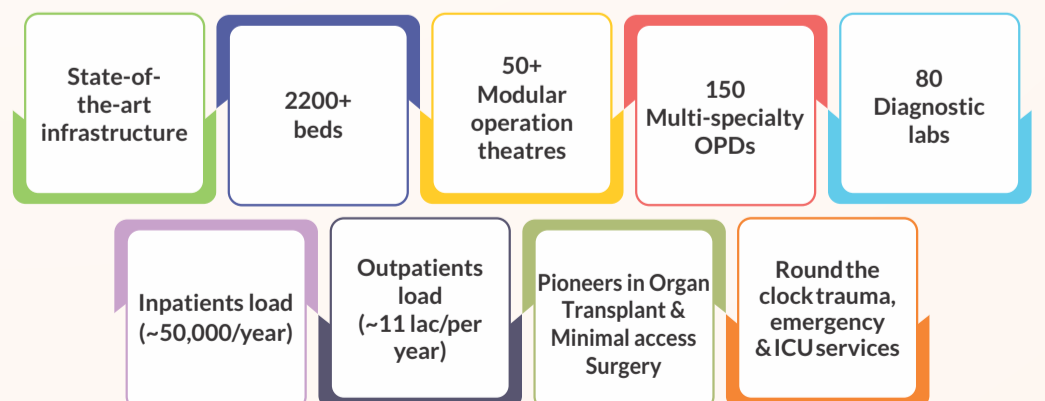 State-of-
the-art
infrastructure
2200+
beds
50+
Modular
operation
theatres
150
Multi-specialty
OPDs
80
Diagnostic
labs
Inpatients load
(~50,000/year)
Outpatients
load
(~11 lac/per
year)
Pioneers in Organ
Transplant &
Minimal access
Surgery
Round the
clock trauma,
emergency
& ICU services